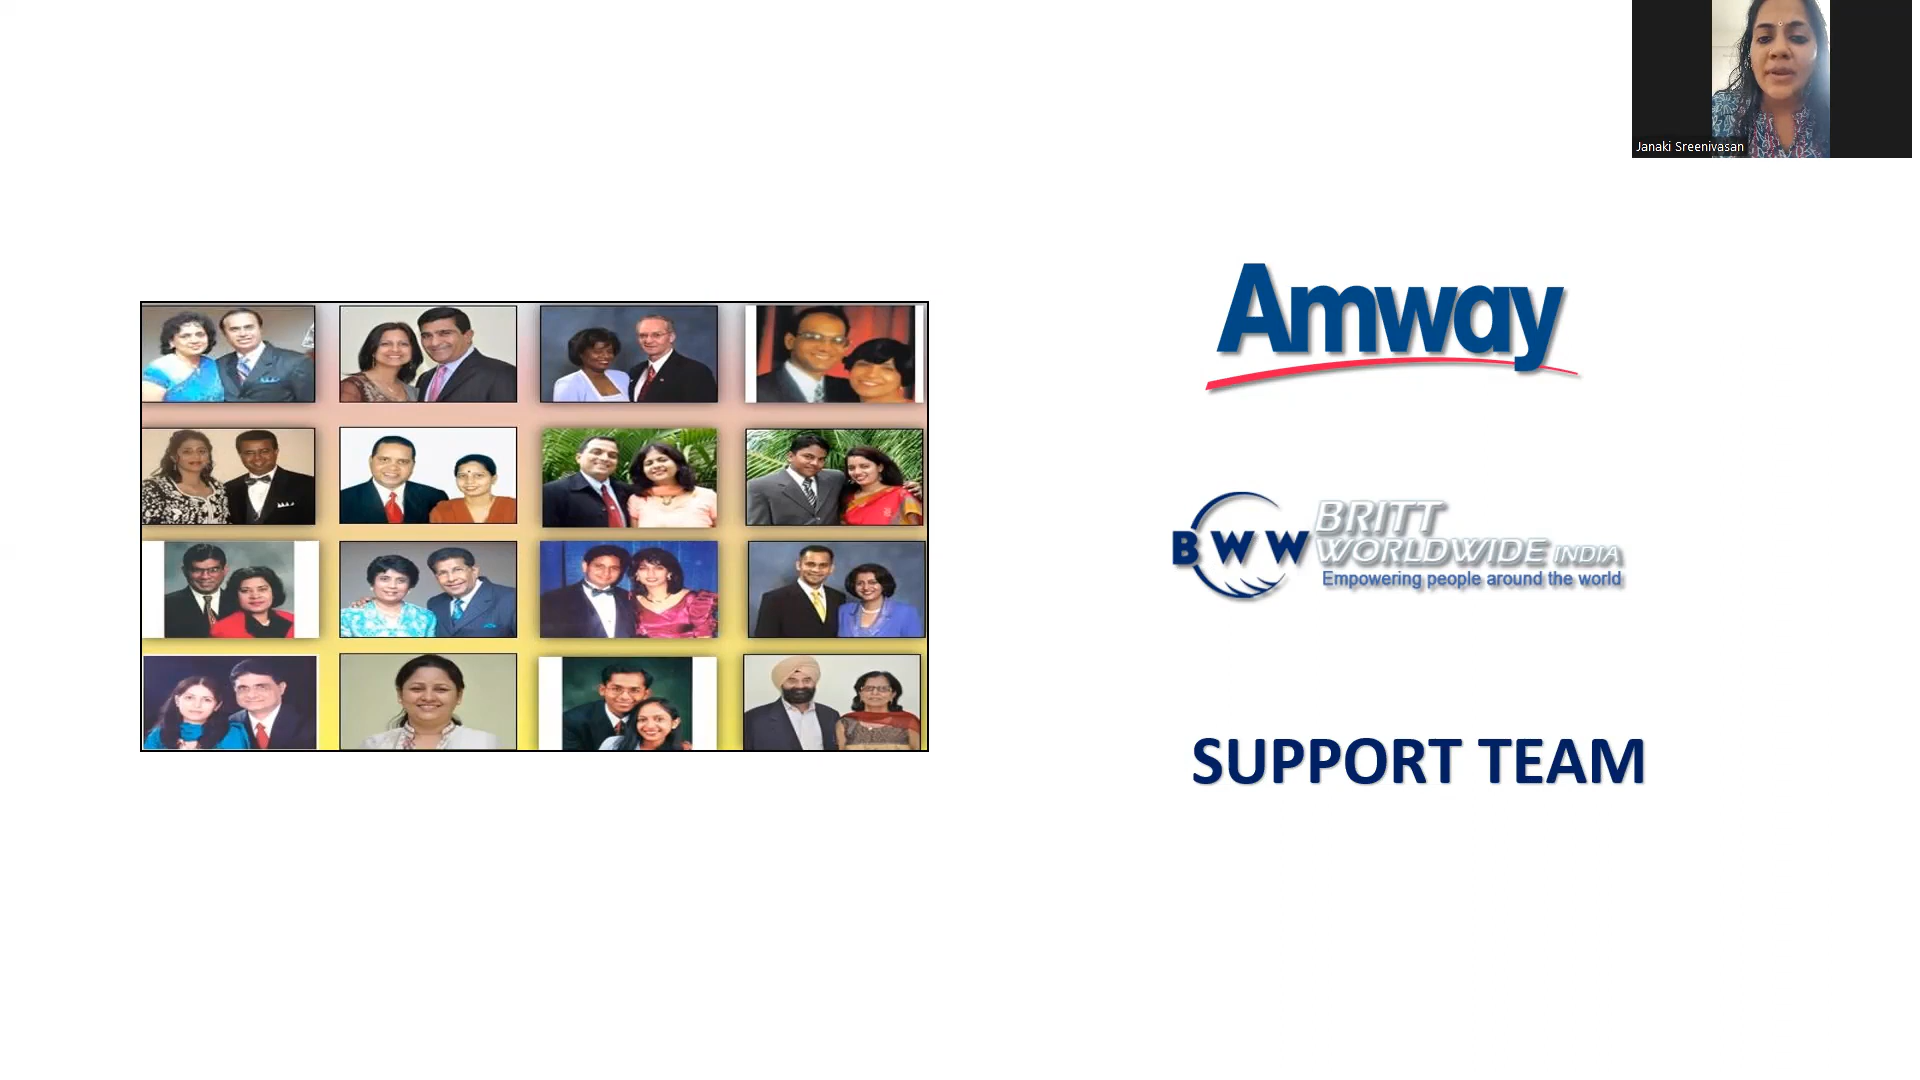 Janaki Sreenivasan
Amway
BWW BRITT
WORLDWIDE INDIA
Empowering people around the world
SUPPORT TEAM